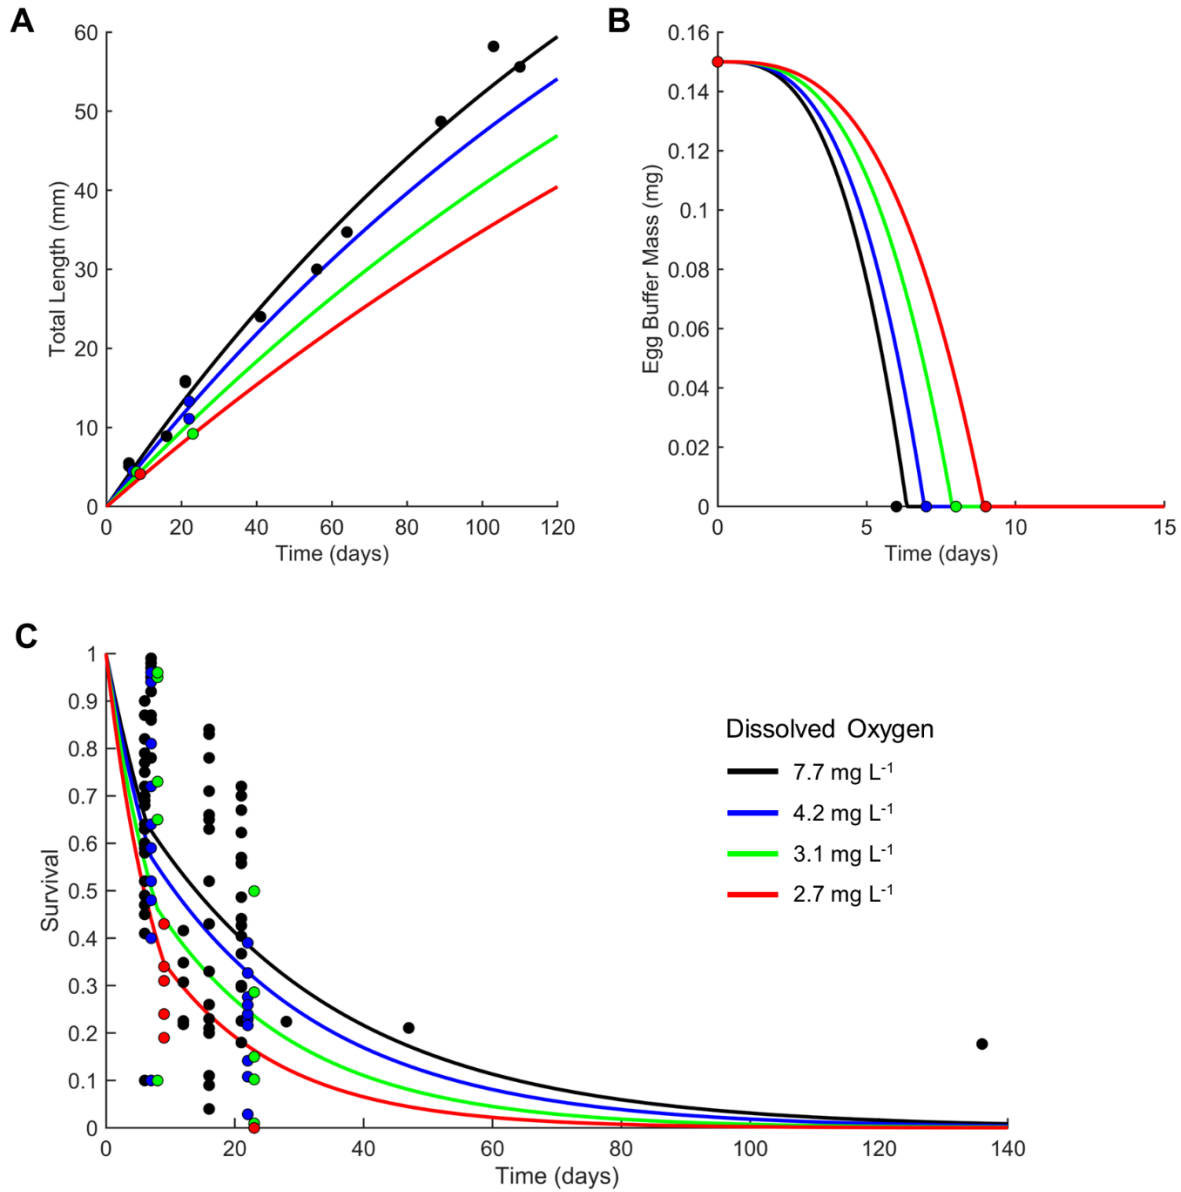 A
60
50
40
30
20
10
0
Total Length (mm)
0 20 40 60 80 100 120
Time (days)
B
0.16
0.14
0.12
0.1
0.08
0.06
0.04
0.02
0
Egg Buffer Mass (mg)
0 5 10 15
Time (days)
C
1
0.9
0.8
0.7
0.6
0.5
0.4
0.3
0.2
0.1
0
Survival
0 20 40 60 80 100 120 140
Time (days)
Dissolved Oxygen
7.7 mg L⁻¹
4.2 mg L⁻¹
3.1 mg L⁻¹
2.7 mg L⁻¹